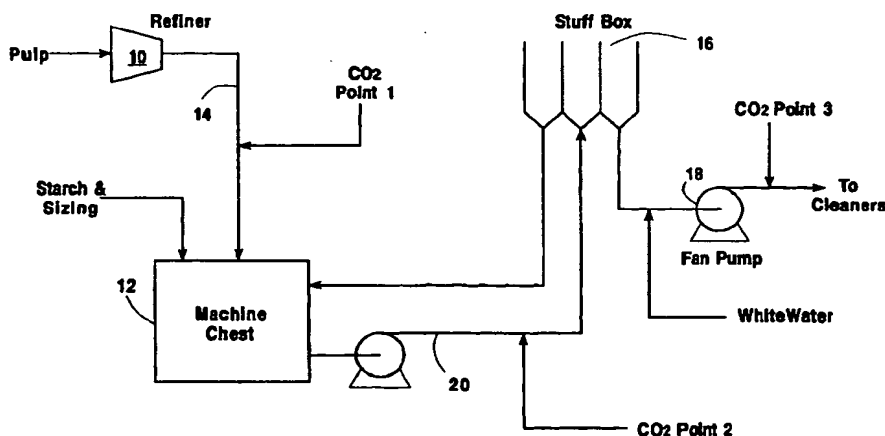 Refiner
Pulp
10
14
CO2
Point 1
Stuff Box
16
CO2 Point 3
18
To
Cleaners
Fan Pump
Starch &
Sizing
12
Machine
Chest
20
WhiteWater
CO2 Point 2